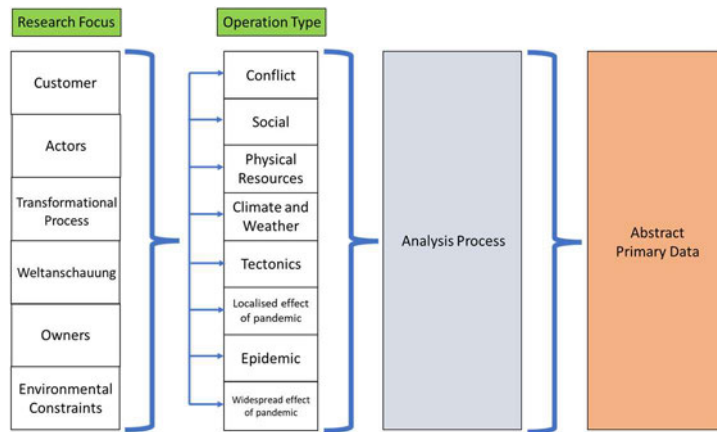 Research Focus
Customer
Actors
Transformational
Process
Weltanschauung
Owners
Environmental
Constraints
Operation Type
Conflict
Social
Physical
Resources
Climate and
Weather
Tectonics
Localised effect
of pandemic
Epidemic
Widespread effect
of pandemic
Analysis Process
Abstract
Primary Data